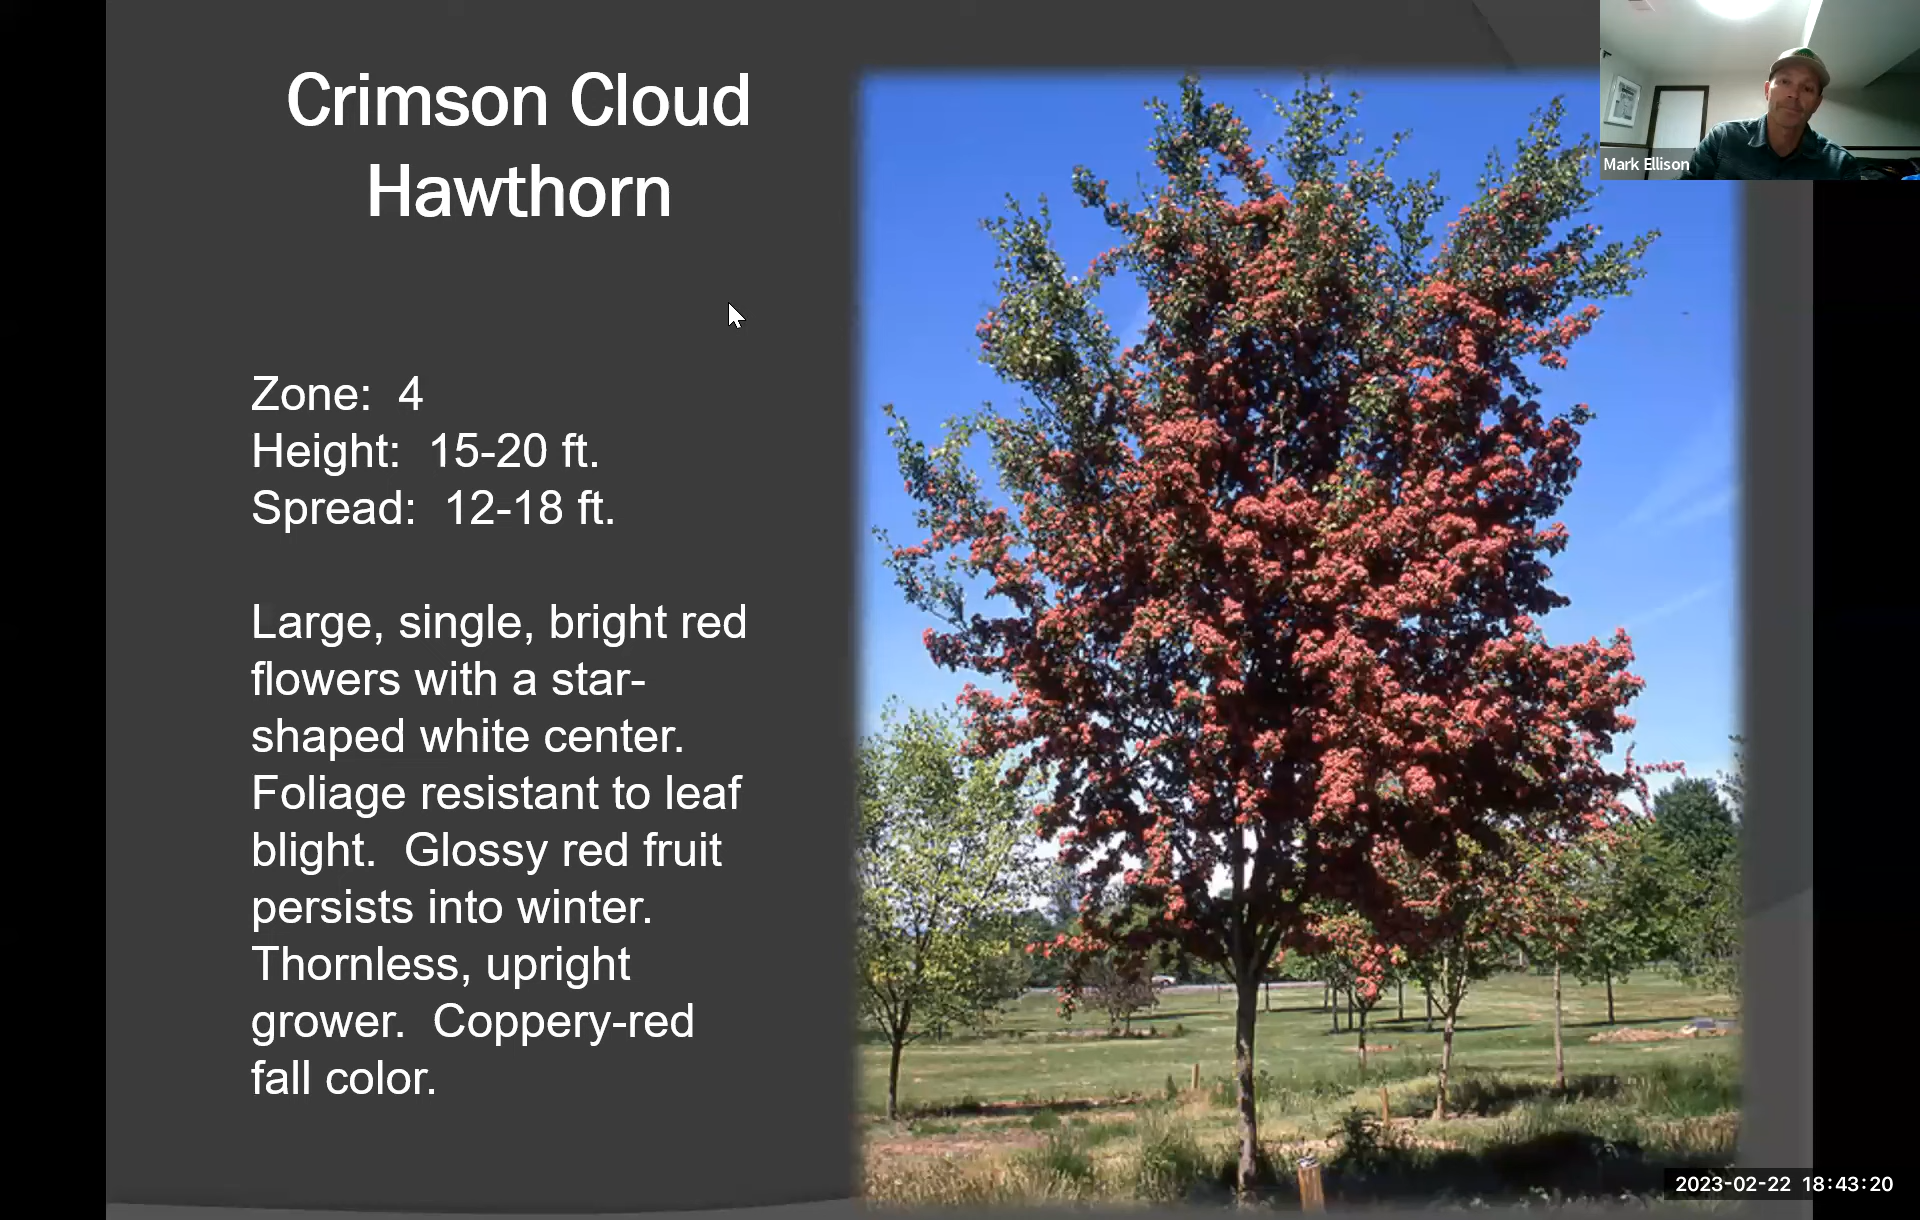 Crimson Cloud
Hawthorn
Mark Ellison
Zone:  4
Height:  15-20 ft.
Spread:  12-18 ft.
Large, single, bright red
flowers with a star-
shaped white center.
Foliage resistant to leaf
blight.  Glossy red fruit
persists into winter.
Thornless, upright
grower.  Coppery-red
fall color.
2023-02-22  18:43:20